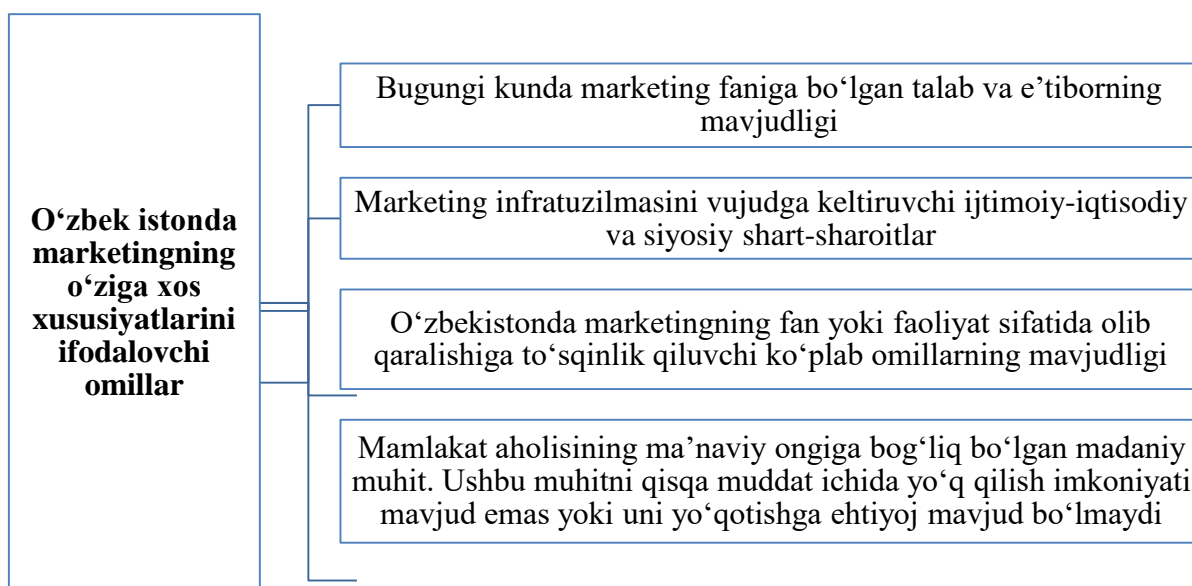 O‘zbek istonda
marketingning
o‘ziga xos
xususiyatlarini
ifodalovchi
omillar
Bugungi kunda marketing faniga bo‘lgan talab va e’tiborning
mavjudligi
Marketing infratuzilmasini vujudga keltiruvchi ijtimoiy-iqtisodiy
va siyosiy shart-sharoitlar
O‘zbekistonda marketingning fan yoki faoliyat sifatida olib
qaralishiga to‘sqinlik qiluvchi ko‘plab omillarning mavjudligi
Mamlakat aholisining ma’naviy ongiga bog‘liq bo‘lgan madaniy
muhit. Ushbu muhitni qisqa muddat ichida yo‘q qilish imkoniyati
mavjud emas yoki uni yo‘qotishga ehtiyoj mavjud bo‘lmaydi